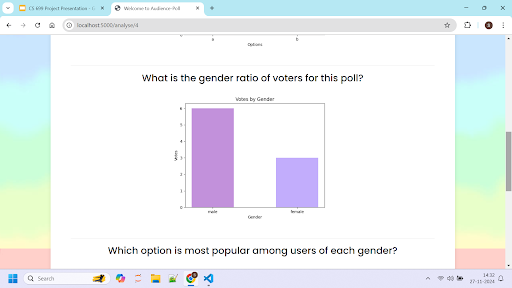 CS 699 Project Presentation -
Welcome to Audience-Poll
localhost:5000/analyse/4
a
b
Options
What is the gender ratio of voters for this poll?
Votes by Gender
6
5
4
3
2
1
0
Votes
male
female
Gender
Which option is most popular among users of each gender?
Search
14:32
27-11-2024